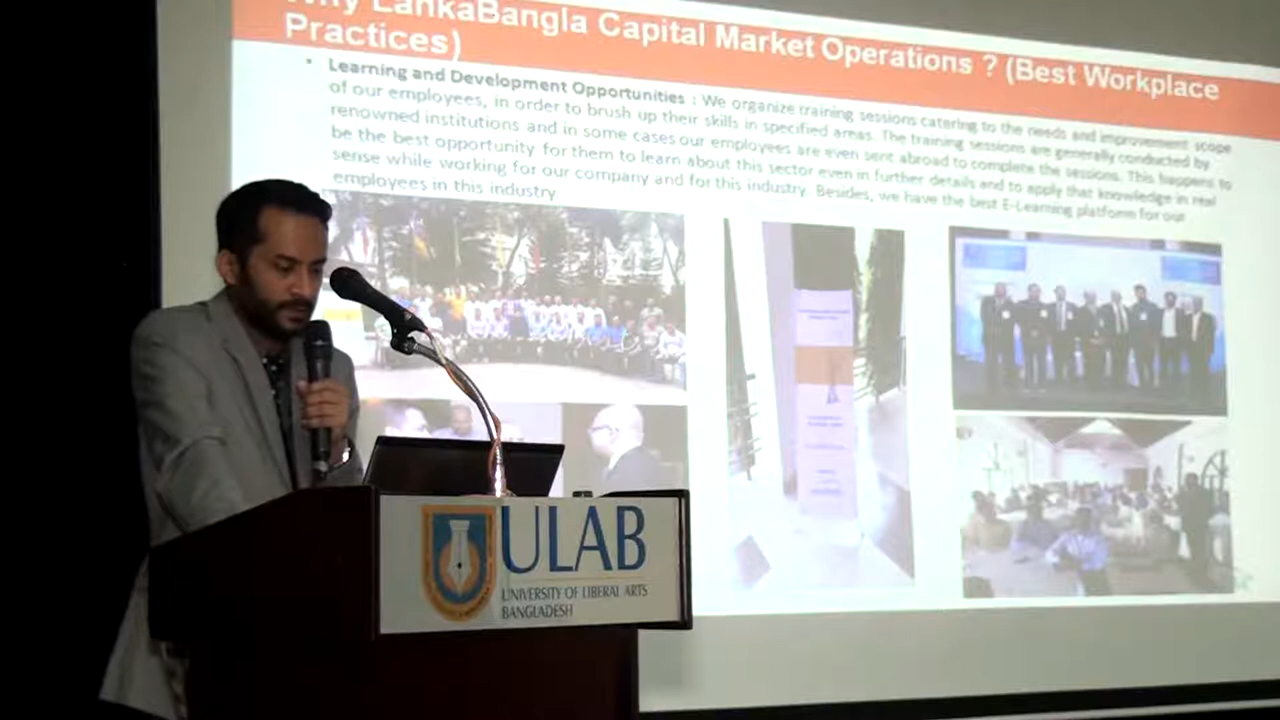 Why LankaBangla Capital Market Operations ? (Best Workplace
Practices)
• Learning and Development Opportunities : We organize training sessions catering to the needs and improvement scope
of our employees, in order to brush up their skills in specified areas. The training sessions are generally conducted by
renowned institutions and in some cases our employees are even sent abroad to complete the sessions. This happens to
be the best opportunity for them to learn about this sector even in further details and to apply that knowledge in real
sense while working for our company and for this industry. Besides, we have the best E-Learning platform for our
employees in this industry.
ULAB
UNIVERSITY OF LIBERAL ARTS
BANGLADESH